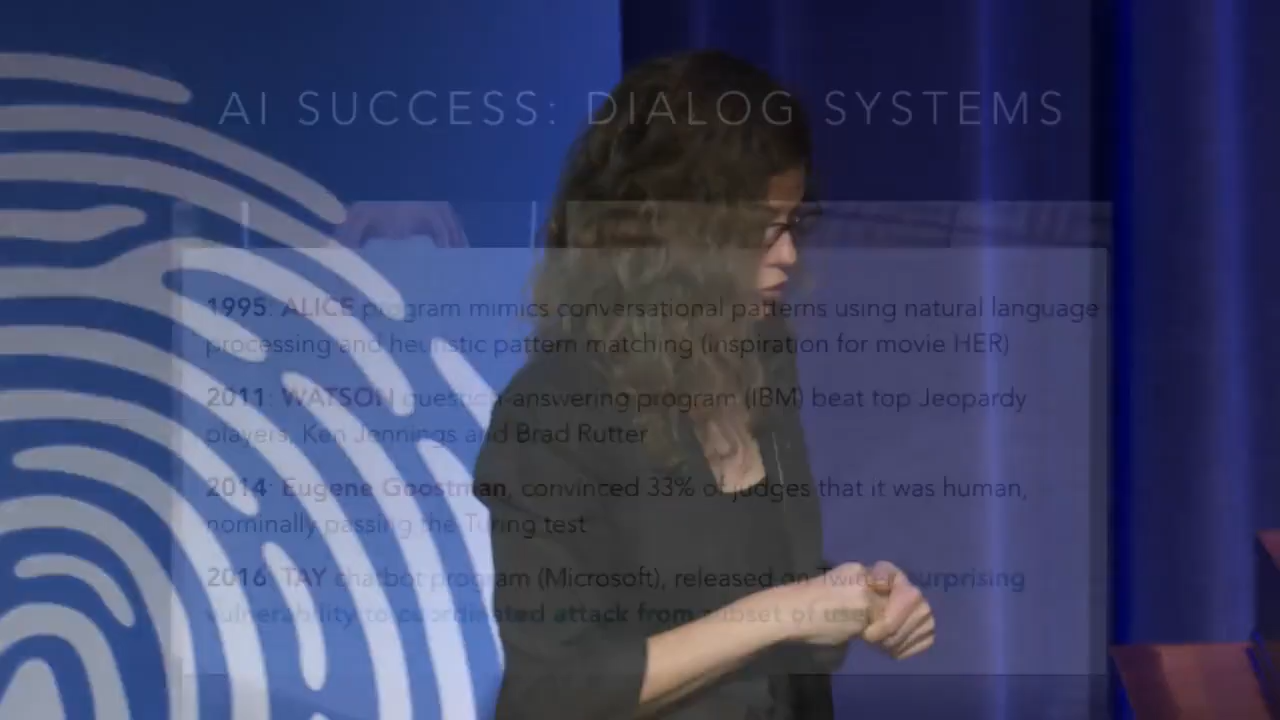 AI SUCCESS: DIALOG SYSTEMS
1995: ALICE program mimics conversational patterns using natural language
processing and heuristic pattern matching (inspiration for movie HER)
2011: WATSON question-answering program (IBM) beat top Jeopardy
players, Ken Jennings and Brad Rutter
2014: Eugene Goostman, convinced 33% of judges that it was human,
nominally passing the Turing test
2016: TAY chatbot program (Microsoft), released on Twitter surprising
vulnerability to coordinated attack from subset of users